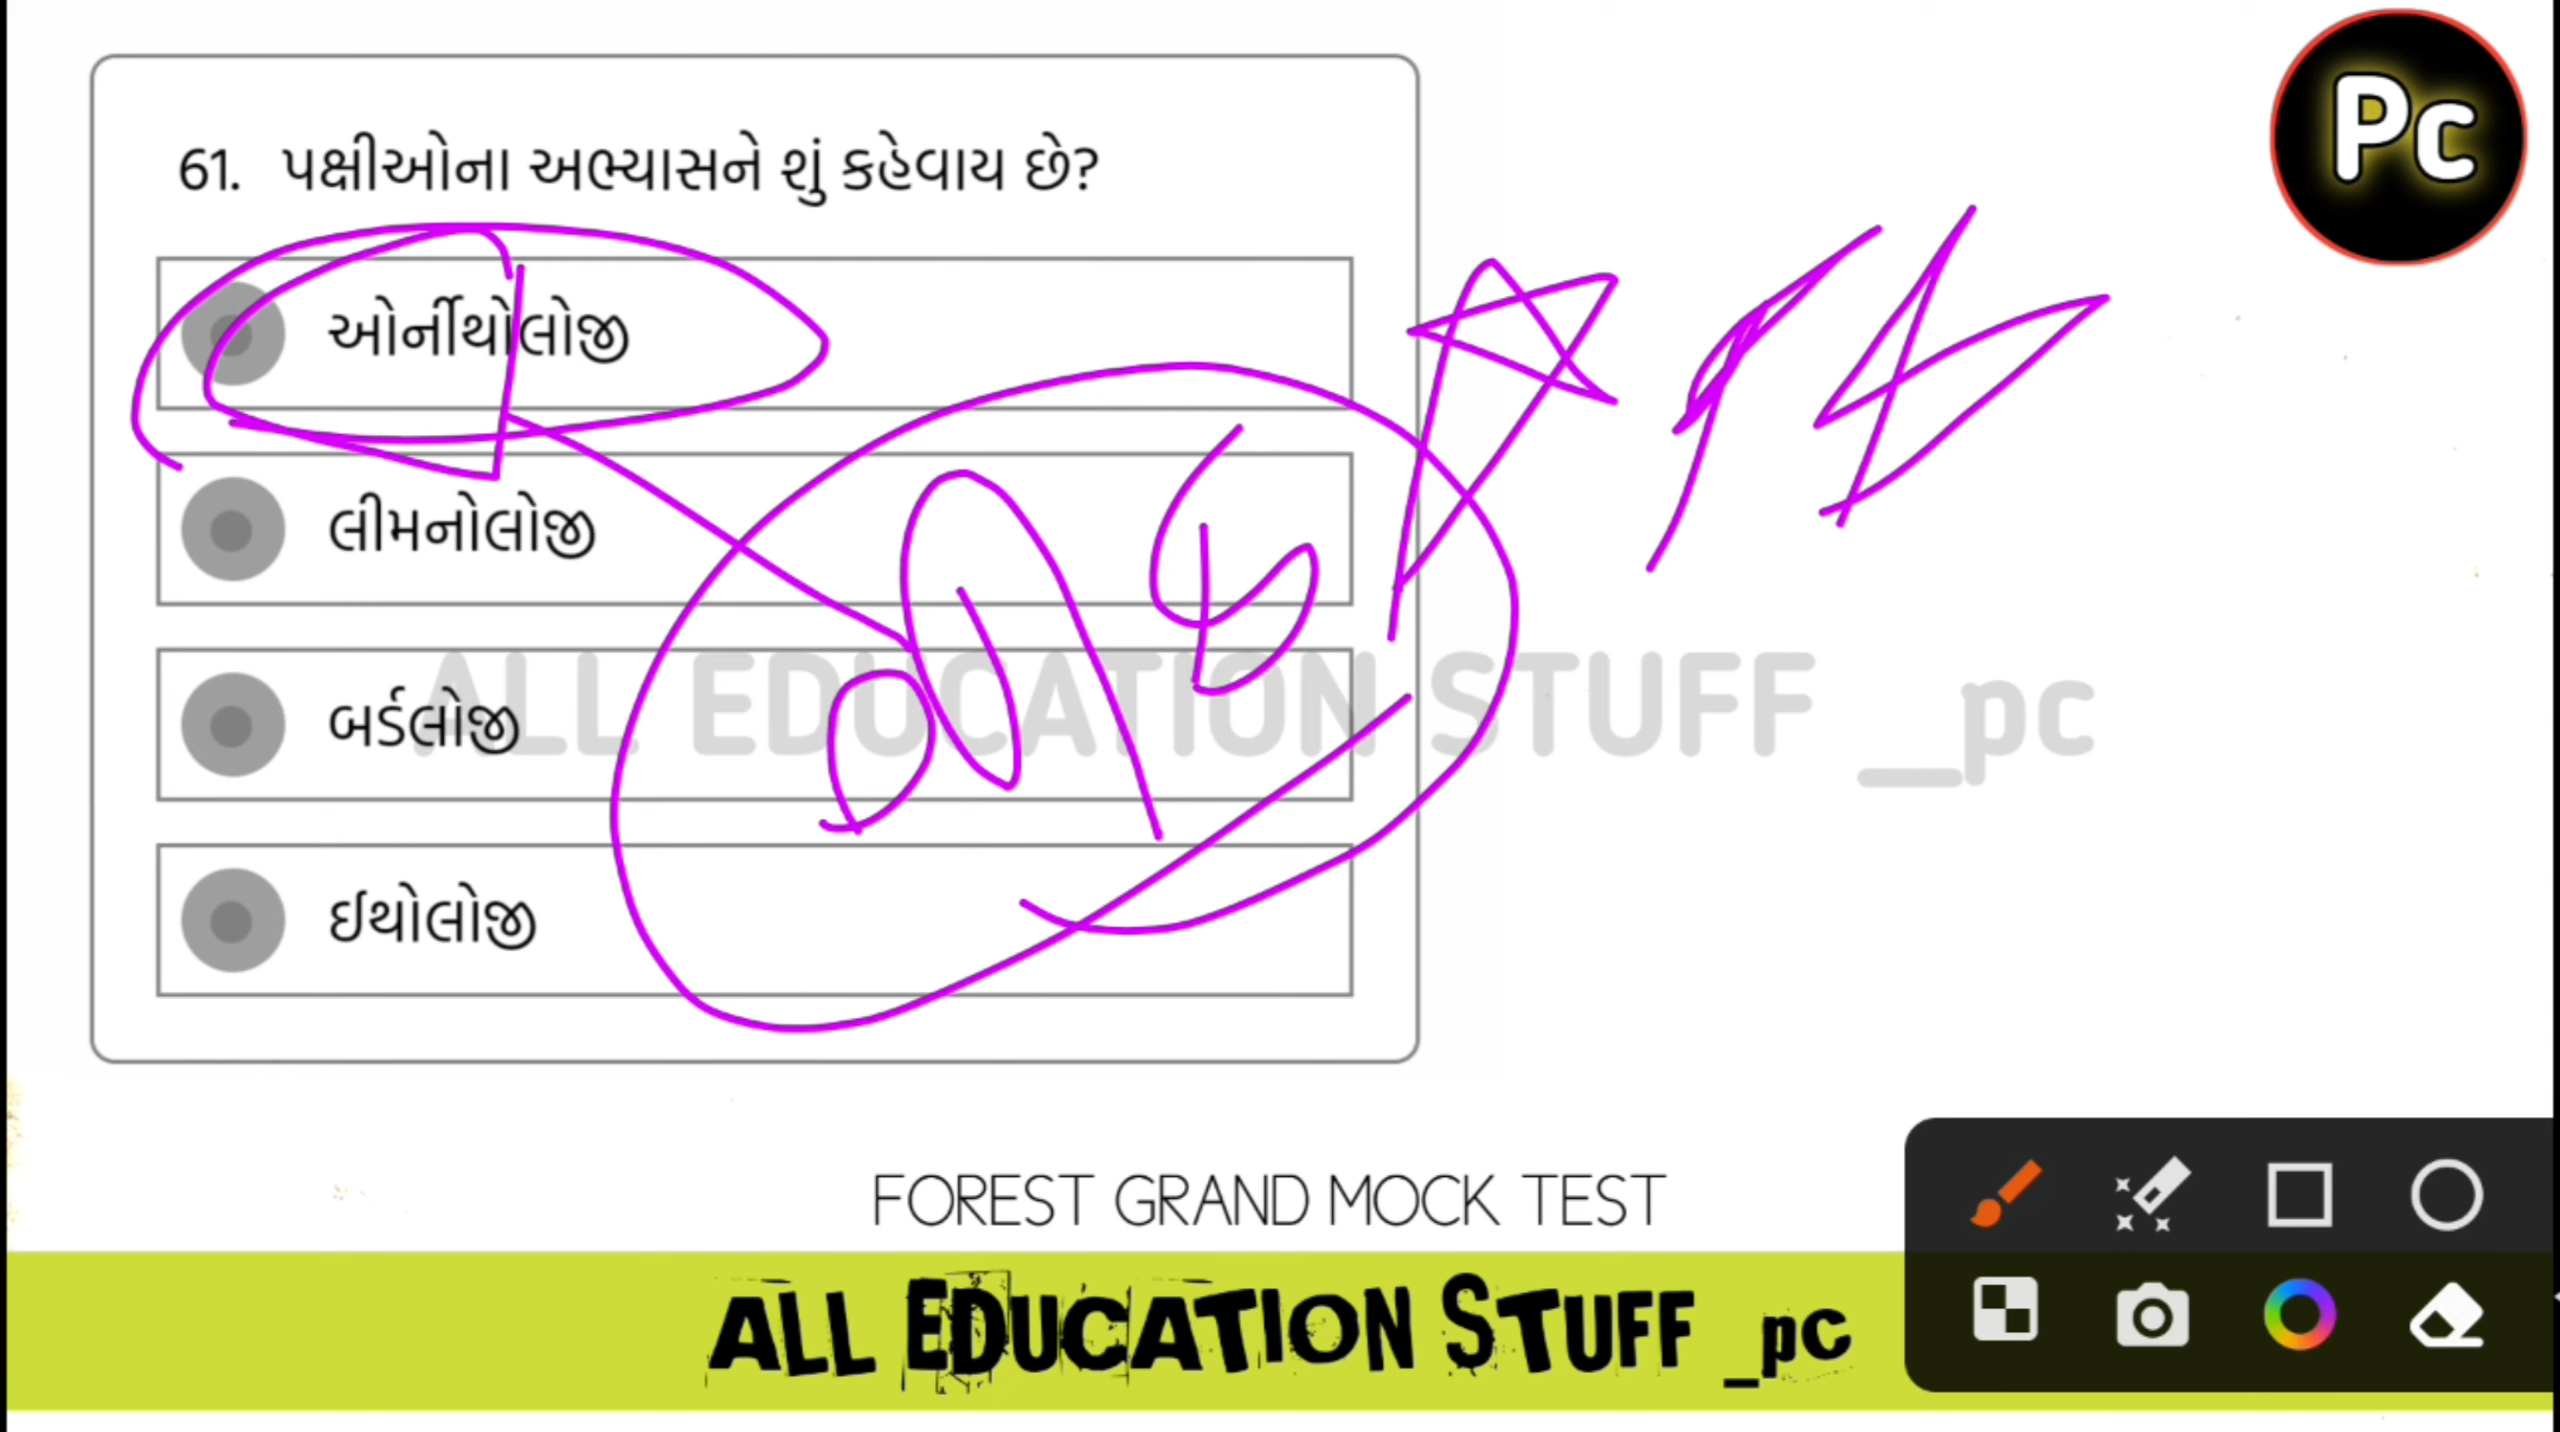 Pc
61. પક્ષીઓના અભ્યાસને શું કહેવાય છે?
ઓર્નીથોલોજી
લીમનોલોજી
બર્ડલોજી
ઈથોલોજી
ALL EDUCATION STUFF _pc
FOREST GRAND MOCK TEST
ALL EDUCATION STUFF _pc